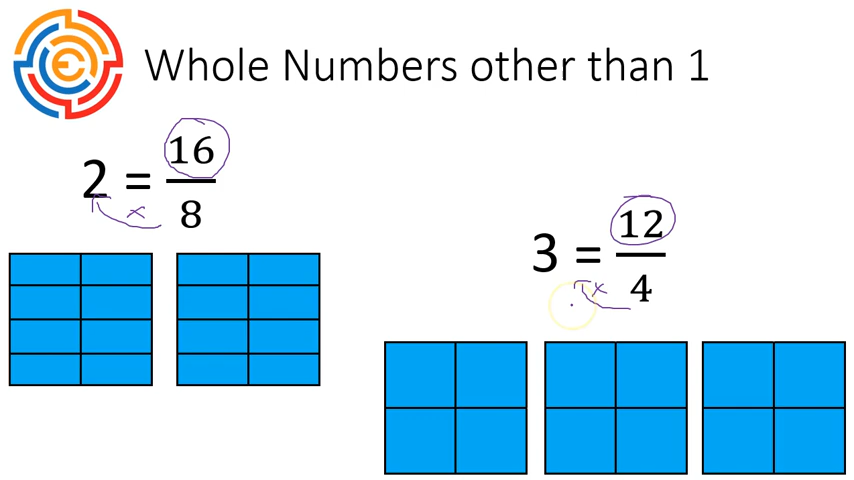 Whole Numbers other than 1
2 = 16/8
x
3 = 12/4
x